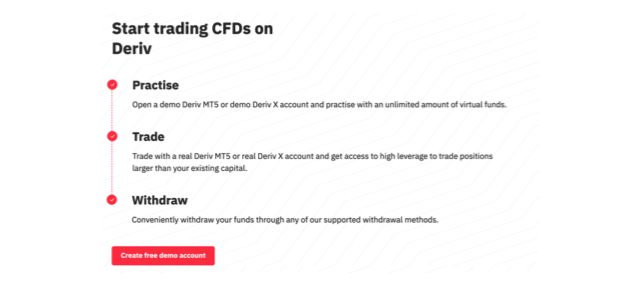 Start trading CFDs on
Deriv
Practise
Open a demo Deriv MT5 or demo Deriv X account and practise with an unlimited amount of virtual funds.
Trade
Trade with a real Deriv MT5 or real Deriv X account and get access to high leverage to trade positions
larger than your existing capital.
Withdraw
Conveniently withdraw your funds through any of our supported withdrawal methods.
Create free demo account